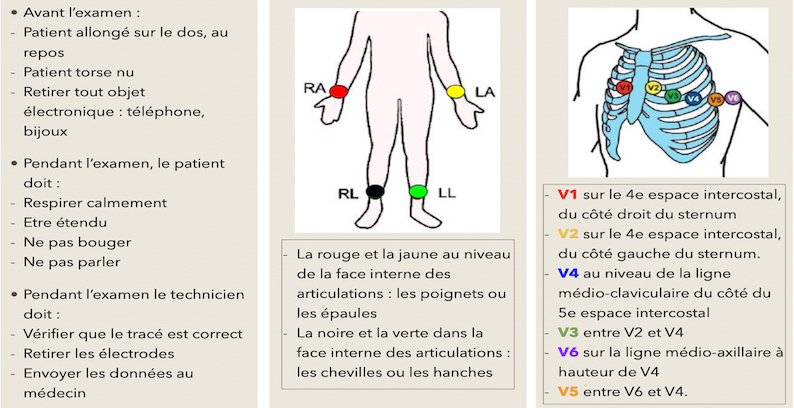 • Avant l'examen :
- Patient allongé sur le dos, au
repos
- Patient torse nu
- Retirer tout objet
électronique : téléphone,
bijoux
• Pendant l'examen, le patient
doit :
- Respirer calmement
- Etre étendu
- Ne pas bouger
- Ne pas parler
• Pendant l'examen le technicien
doit :
- Vérifier que le tracé est correct
- Retirer les électrodes
- Envoyer les données au
médecin
RA
LA
RL
LL
- La rouge et la jaune au niveau
de la face interne des
articulations : les poignets ou
les épaules
- La noire et la verte dans la
face interne des articulations :
les chevilles ou les hanches
V1
V2
V3
V4
V5
V6
- V1 sur le 4e espace intercostal,
du côté droit du sternum
- V2 sur le 4e espace intercostal,
du côté gauche du sternum.
- V4 au niveau de la ligne
médio-claviculaire du côté du
5e espace intercostal
- V3 entre V2 et V4
- V6 sur la ligne médio-axillaire à
hauteur de V4
- V5 entre V6 et V4.